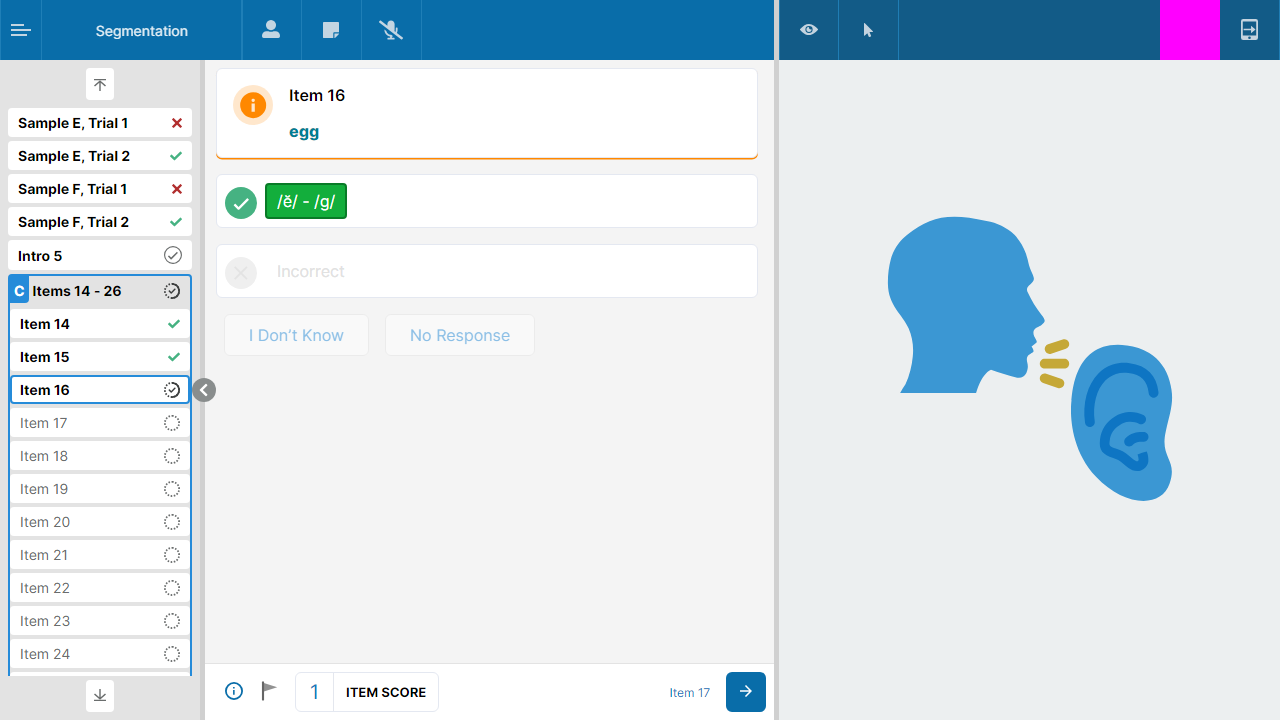 Segmentation
Sample E, Trial 1
Sample E, Trial 2
Sample F, Trial 1
Sample F, Trial 2
Intro 5
C Items 14 - 26
Item 14
Item 15
Item 16
Item 17
Item 18
Item 19
Item 20
Item 21
Item 22
Item 23
Item 24
Item 16
egg
/ĕ/ - /g/
Incorrect
I Don't Know
No Response
1 ITEM SCORE
Item 17